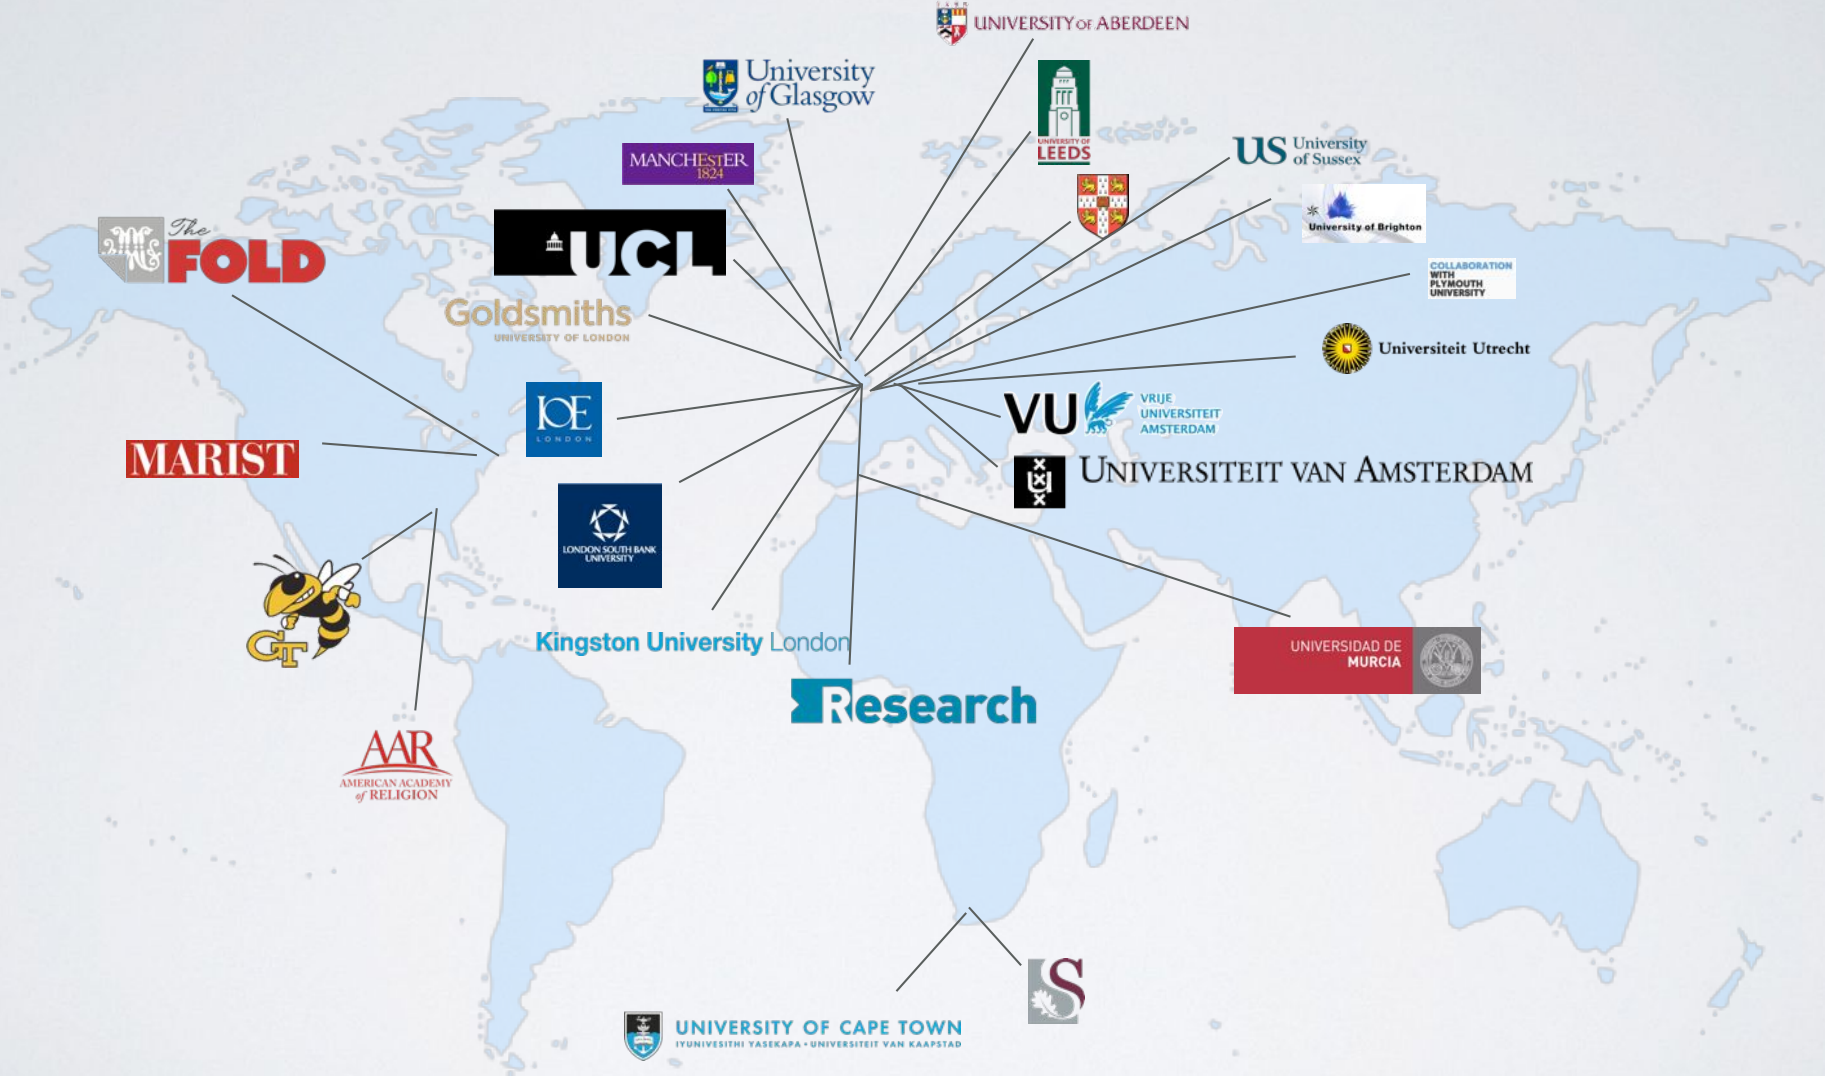 UNIVERSITY OF ABERDEEN
University
of Glasgow
UNIVERSITY OF
LEEDS
MANCHESTER
1824
US University
of Sussex
University of Brighton
The
FOLD
UCL
COLLABORATION
WITH
PLYMOUTH
UNIVERSITY
Goldsmiths
UNIVERSITY OF LONDON
Universiteit Utrecht
IOE
LONDON
VU VRIJE
UNIVERSITEIT
AMSTERDAM
MARIST
UNIVERSITEIT VAN AMSTERDAM
LONDON SOUTH BANK
UNIVERSITY
GT
Kingston University London
UNIVERSIDAD DE
MURCIA
Research
AAR
AMERICAN ACADEMY
of RELIGION
S
UNIVERSITY OF CAPE TOWN
IYUNIVESITHI YASEKAPA • UNIVERSITEIT VAN KAAPSTAD